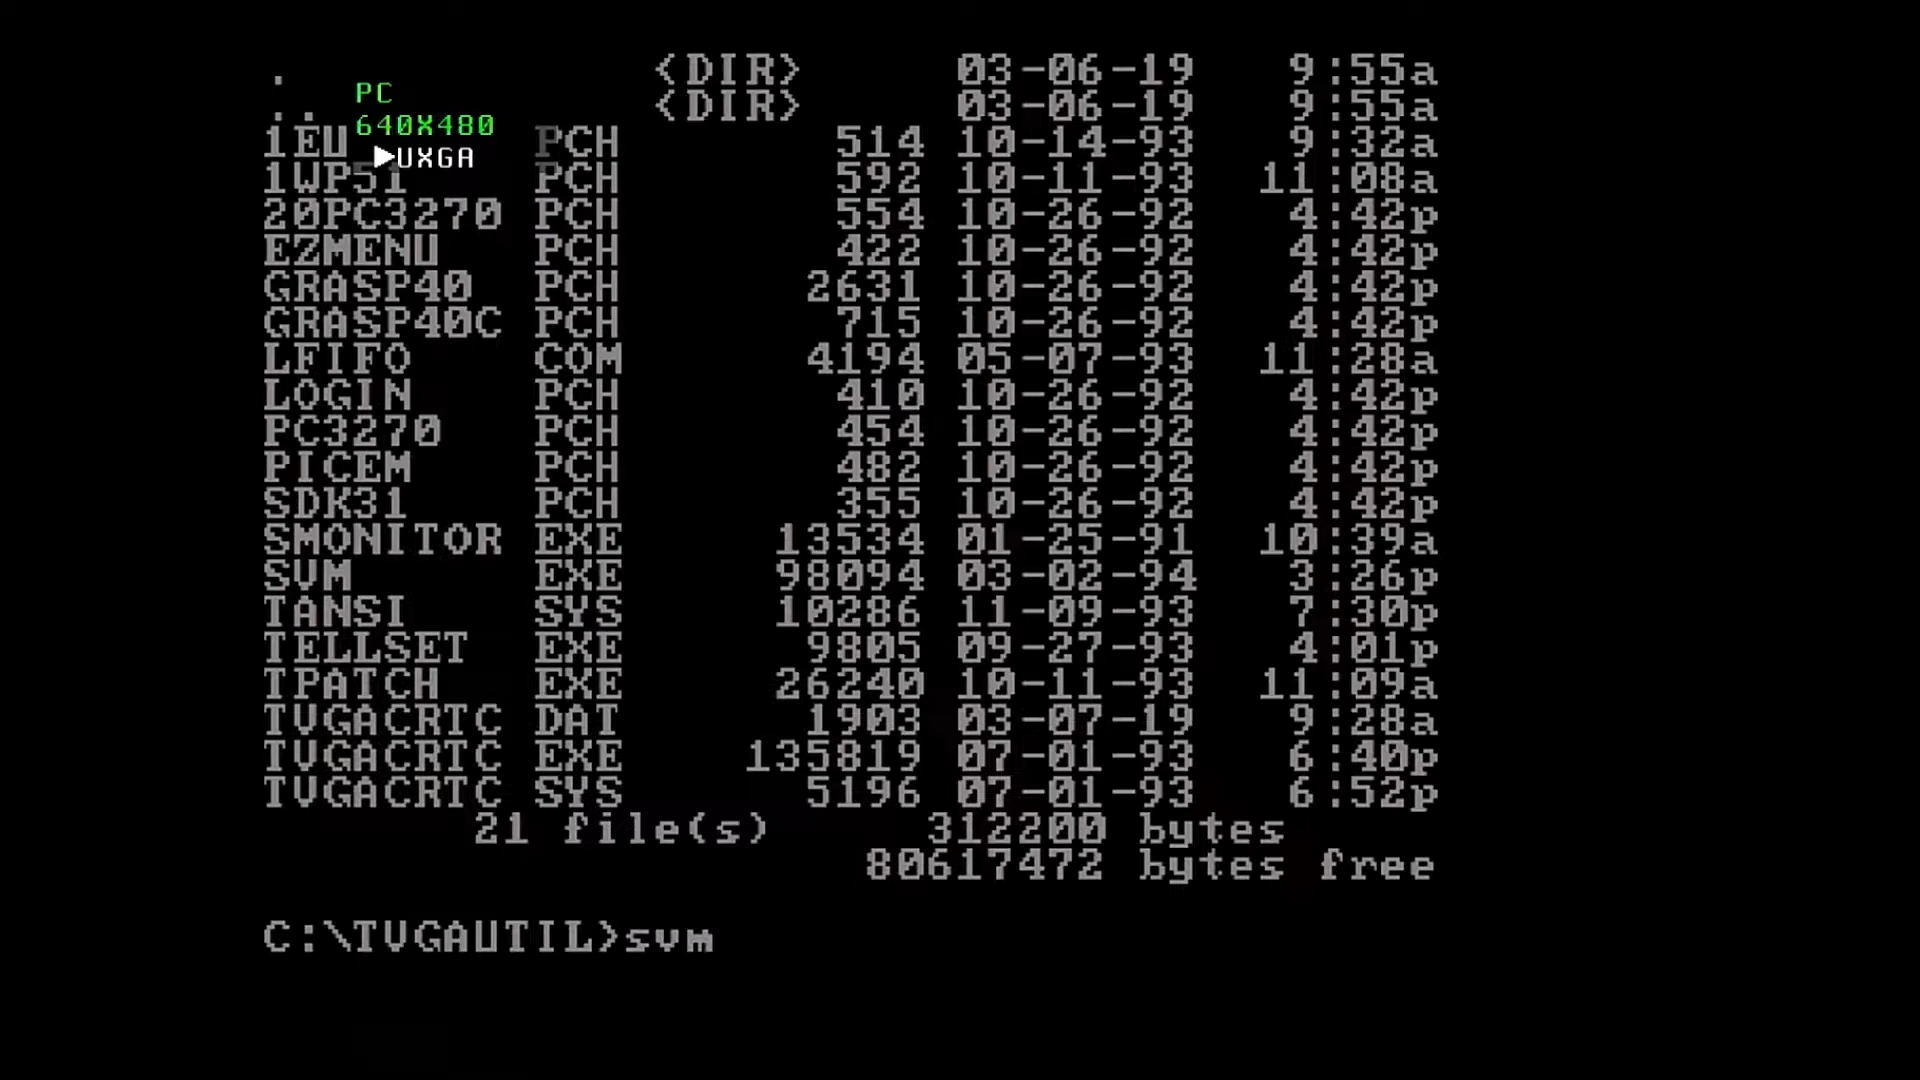 .            <DIR>     03-06-19   9:55a
PC
..           <DIR>     03-06-19   9:55a
640X480
1EU      PCH       514 10-14-93   9:32a
▶UXGA
1WP51    PCH       592 10-11-93  11:08a
20PC3270 PCH       554 10-26-92   4:42p
EZMENU   PCH       422 10-26-92   4:42p
GRASP40  PCH      2631 10-26-92   4:42p
GRASP40C PCH       715 10-26-92   4:42p
LFIFO    COM      4194 05-07-93  11:28a
LOGIN    PCH       410 10-26-92   4:42p
PC3270   PCH       454 10-26-92   4:42p
PICEM    PCH       482 10-26-92   4:42p
SDK31    PCH       355 10-26-92   4:42p
SMONITOR EXE     13534 01-25-91  10:39a
SVM      EXE     98094 03-02-94   3:26p
TANSI    SYS     10286 11-09-93   7:30p
TELLSET  EXE      9805 09-27-93   4:01p
TPATCH   EXE     26240 10-11-93  11:09a
TVGACRTC DAT      1903 03-07-19   9:28a
TVGACRTC EXE    135819 07-01-93   6:40p
TVGACRTC SYS      5196 07-01-93   6:52p
21 file(s)     312200 bytes
80617472 bytes free
C:\TVGAUTIL>svm